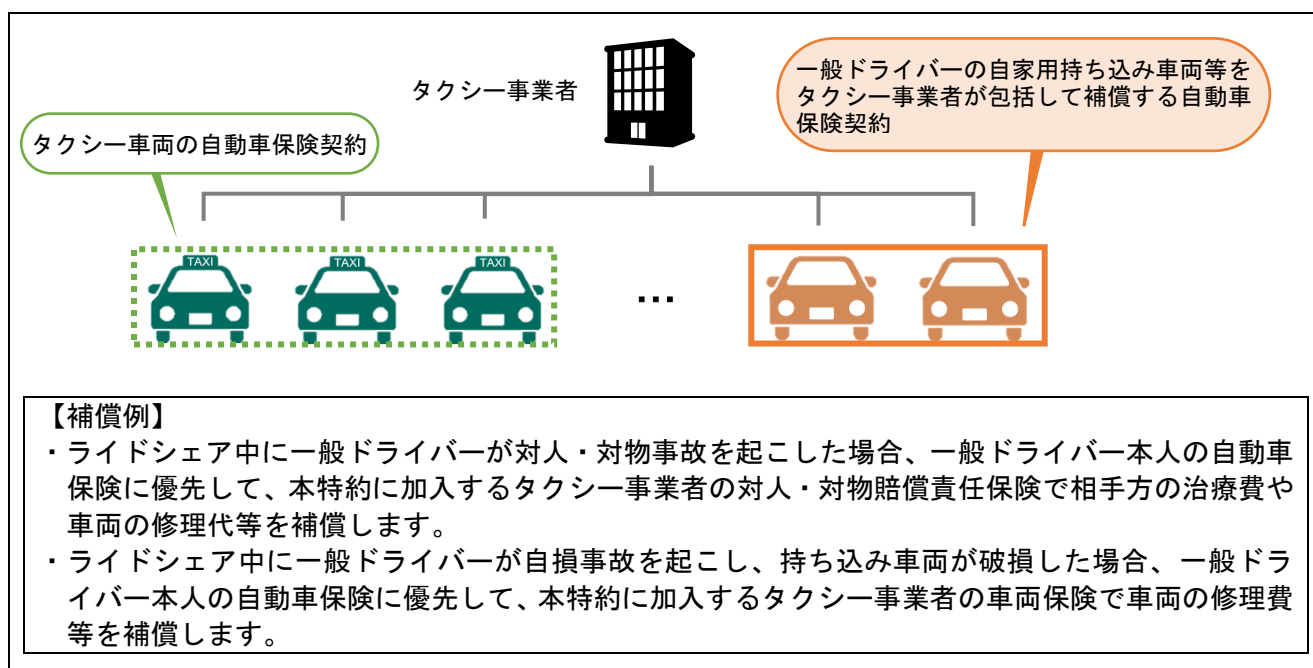 タクシー事業者
一般ドライバーの自家用持ち込み車両等を
タクシー事業者が包括して補償する自動車
保険契約
タクシー車両の自動車保険契約
TAXI
TAXI
TAXI
…
【補償例】
・ライドシェア中に一般ドライバーが対人・対物事故を起こした場合、一般ドライバー本人の自動車
保険に優先して、本特約に加入するタクシー事業者の対人・対物賠償責任保険で相手方の治療費や
車両の修理代等を補償します。
・ライドシェア中に一般ドライバーが自損事故を起こし、持ち込み車両が破損した場合、一般ドラ
イバー本人の自動車保険に優先して、本特約に加入するタクシー事業者の車両保険で車両の修理費
等を補償します。